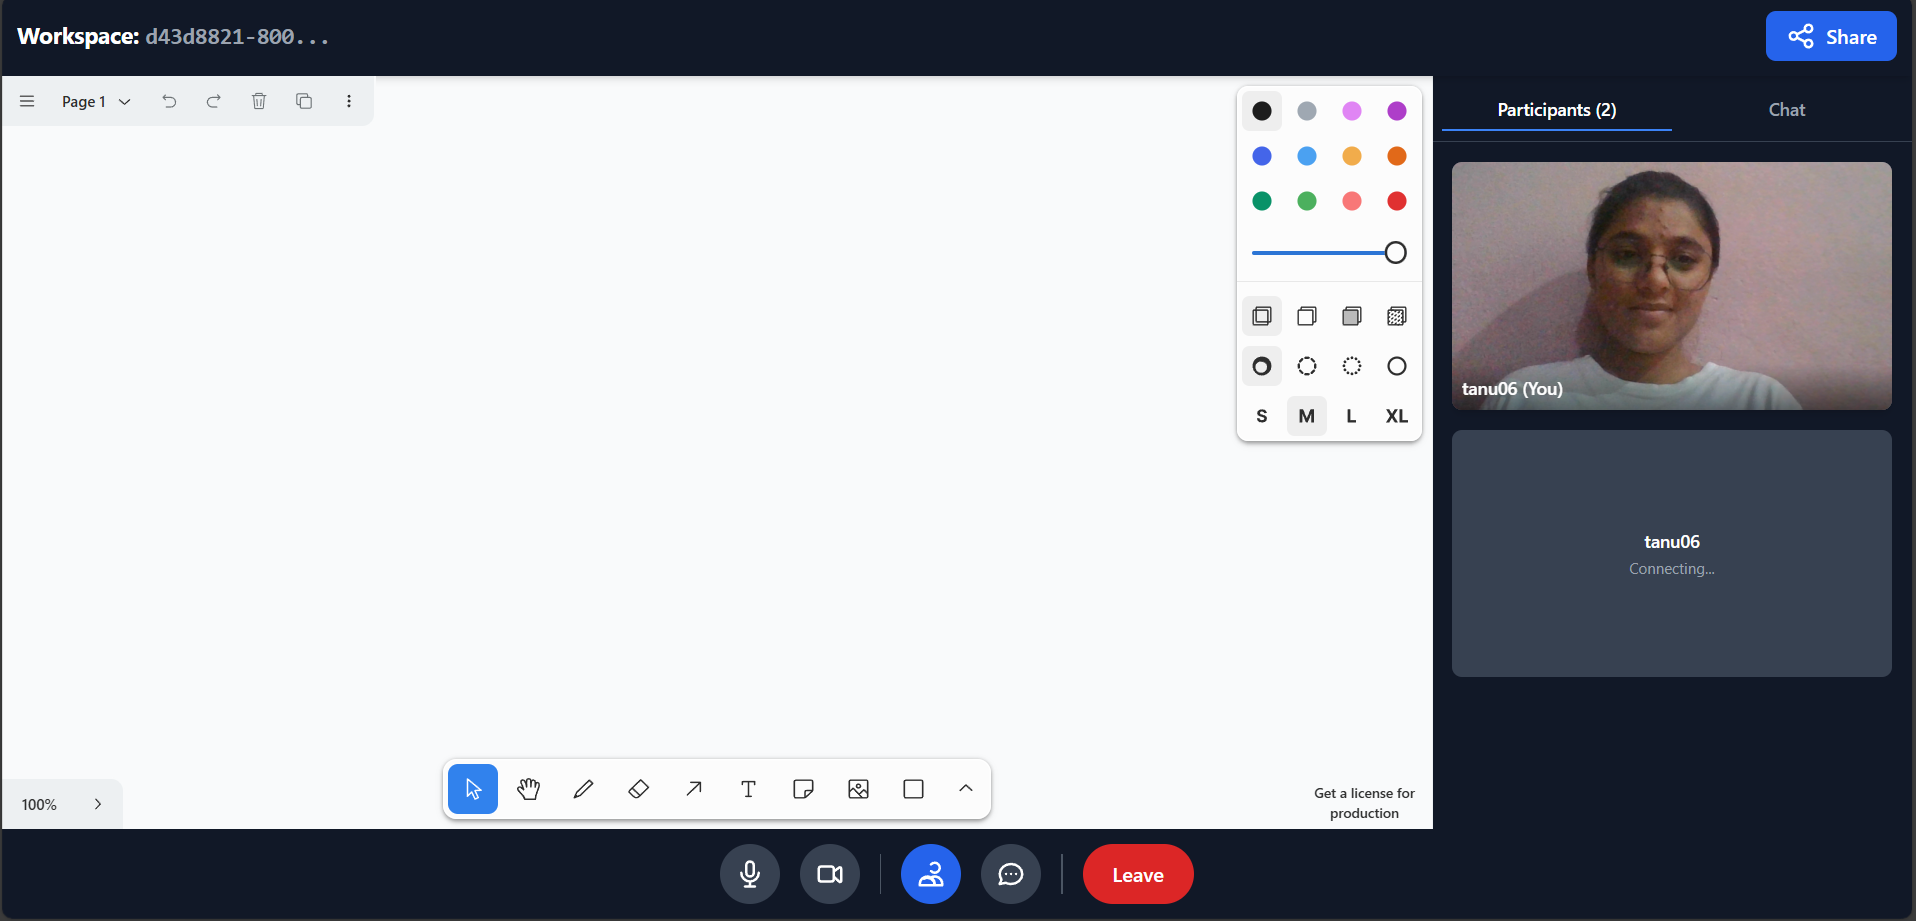 Workspace: d43d8821-800...
Share
Page 1
Participants (2)
Chat
tanu06 (You)
S M L XL
tanu06
Connecting...
100%
T
Get a license for
production
Leave